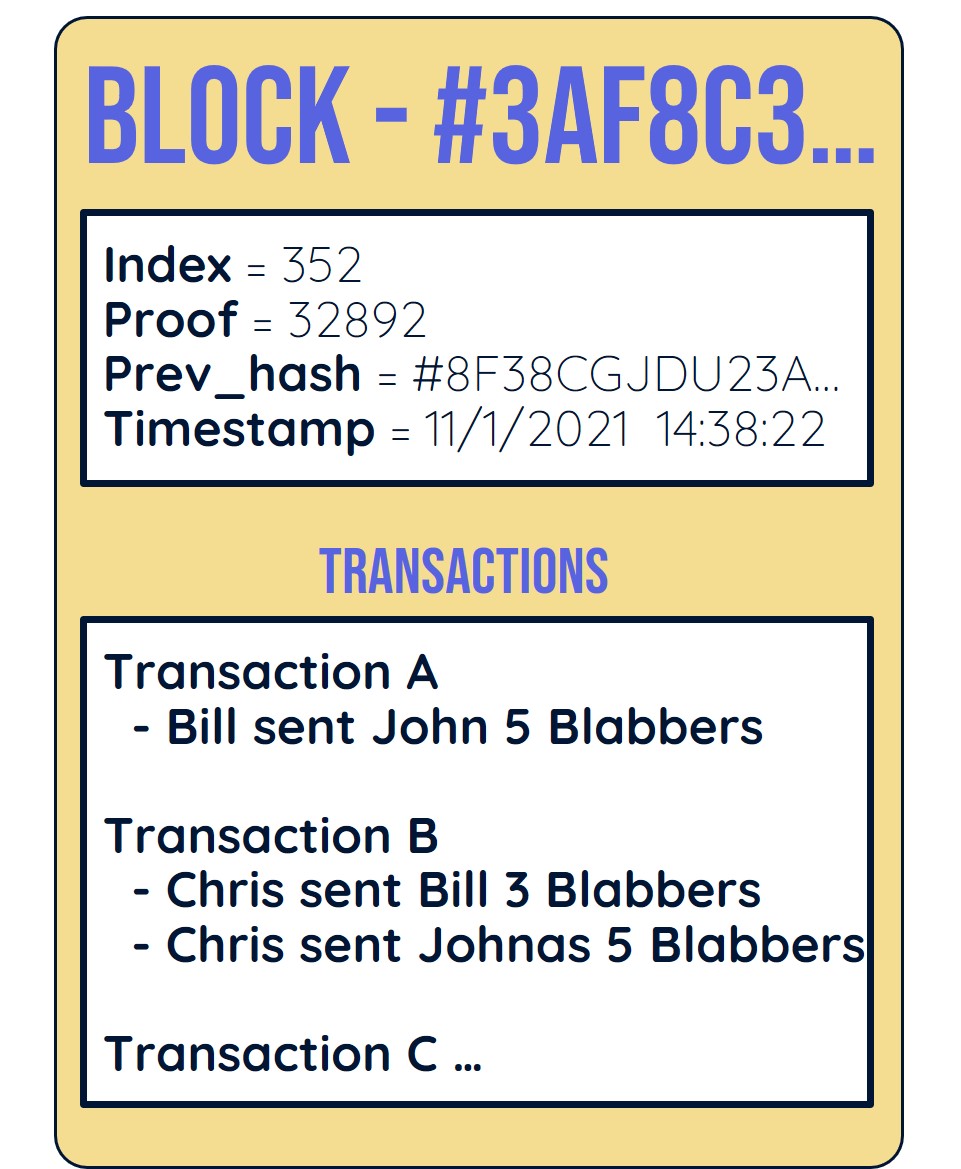 BLOCK - #3AF8C3...
Index = 352
Proof = 32892
Prev_hash = #8F38CGJDU23A...
Timestamp = 11/1/2021  14:38:22
TRANSACTIONS
Transaction A
- Bill sent John 5 Blabbers
Transaction B
- Chris sent Bill 3 Blabbers
- Chris sent Johnas 5 Blabbers
Transaction C ...